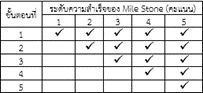 ขั้นตอนที่ ระดับความสำเร็จของ Mile Stone (คะแนน)
1 2 3 4 5
1 ✓ ✓ ✓ ✓ ✓
2 ✓ ✓ ✓ ✓
3 ✓ ✓ ✓
4 ✓ ✓
5 ✓